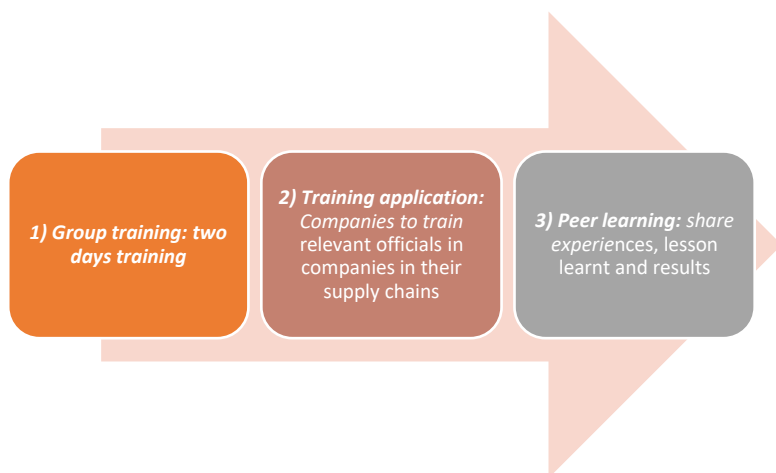 1) Group training: two
days training
2) Training application:
Companies to train
relevant officials in
companies in their
supply chains
3) Peer learning: share
experiences, lesson
learnt and results